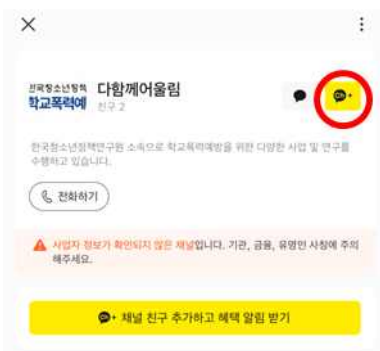 전국청소년정책
학교폭력예
다함께어울림
친구 2
Ch+
한국청소년정책연구원 소속으로 학교폭력예방을 위한 다양한 사업 및 연구를
수행하고 있습니다.
전화하기
사업자 정보가 확인되지 않은 채널입니다. 기관, 금융, 유명인 사칭에 주의
해주세요.
Ch+ 채널 친구 추가하고 혜택 알림 받기